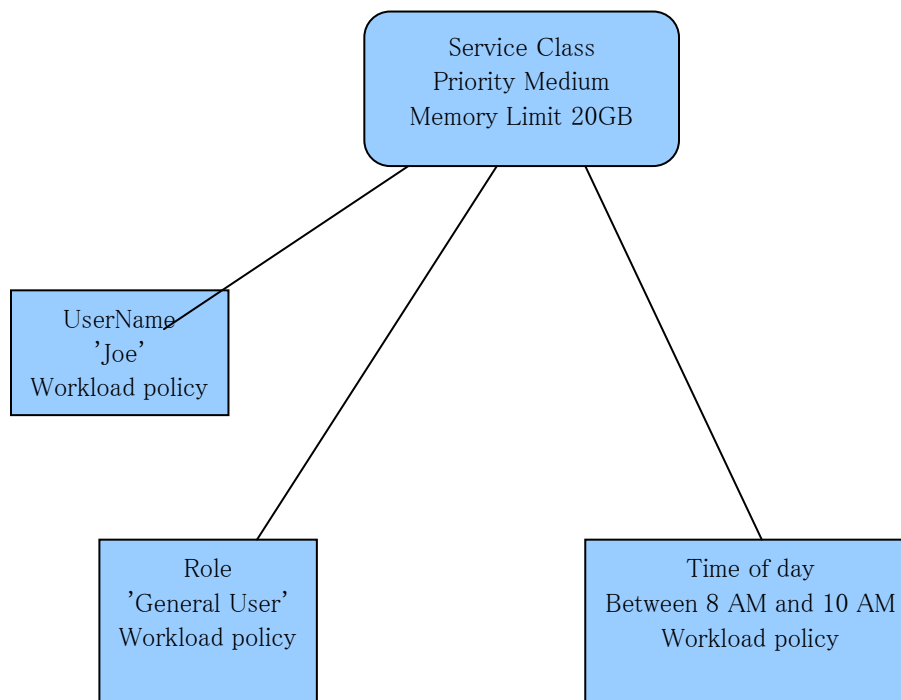 Service Class
Priority Medium
Memory Limit 20GB
UserName
’Joe’
Workload policy
Role
’General User’
Workload policy
Time of day
Between 8 AM and 10 AM
Workload policy